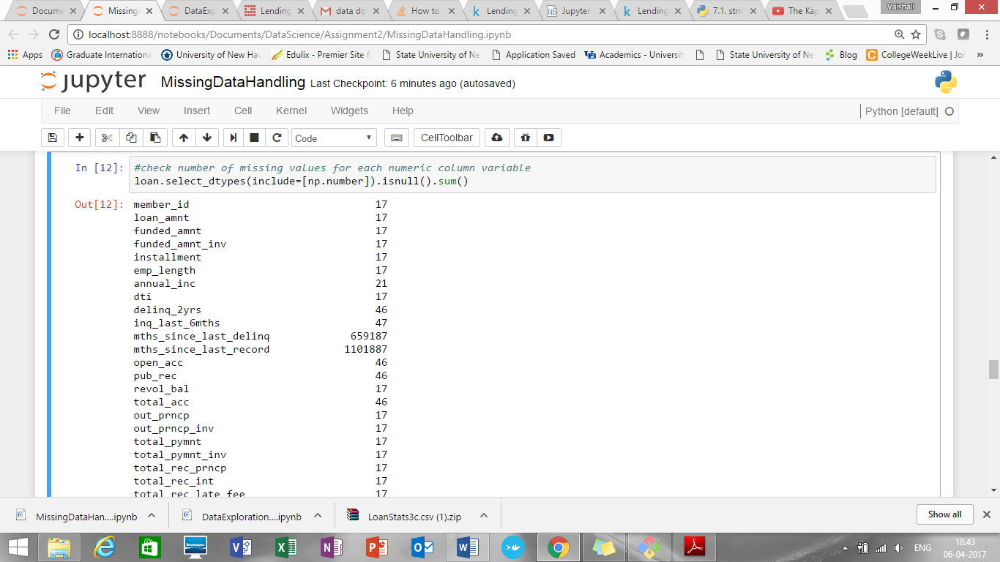 Docume
Missing
DataExp
Lending
data do
How to
Lending
Jupyter
Lending
7.1. strin
The Kap
Vaishali
localhost:8888/notebooks/Documents/DataScience/Assignment2/MissingDataHandling.ipynb
Apps
Graduate Internationa
University of New Hav
Edulix - Premier Site f
State University of Ne
Application Saved
Academics - Universit
State University of Ne
Blog
CollegeWeekLive | Joi
»
jupyter MissingDataHandling Last Checkpoint: 6 minutes ago (autosaved)
File Edit View Insert Cell Kernel Widgets Help Python [default]
Code CellToolbar
In [12]: #check number of missing values for each numeric column variable
loan.select_dtypes(include=[np.number]).isnull().sum()
Out[12]: member_id 17
loan_amnt 17
funded_amnt 17
funded_amnt_inv 17
installment 17
emp_length 17
annual_inc 21
dti 17
delinq_2yrs 46
inq_last_6mths 47
mths_since_last_delinq 659187
mths_since_last_record 1101887
open_acc 46
pub_rec 46
revol_bal 17
total_acc 46
out_prncp 17
out_prncp_inv 17
total_pymnt 17
total_pymnt_inv 17
total_rec_prncp 17
total_rec_int 17
total_rec_late_fee 17
MissingDataHan....ipynb
DataExploration....ipynb
LoanStats3c.csv (1).zip
Show all
lenovo
ENG
18:43
06-04-2017